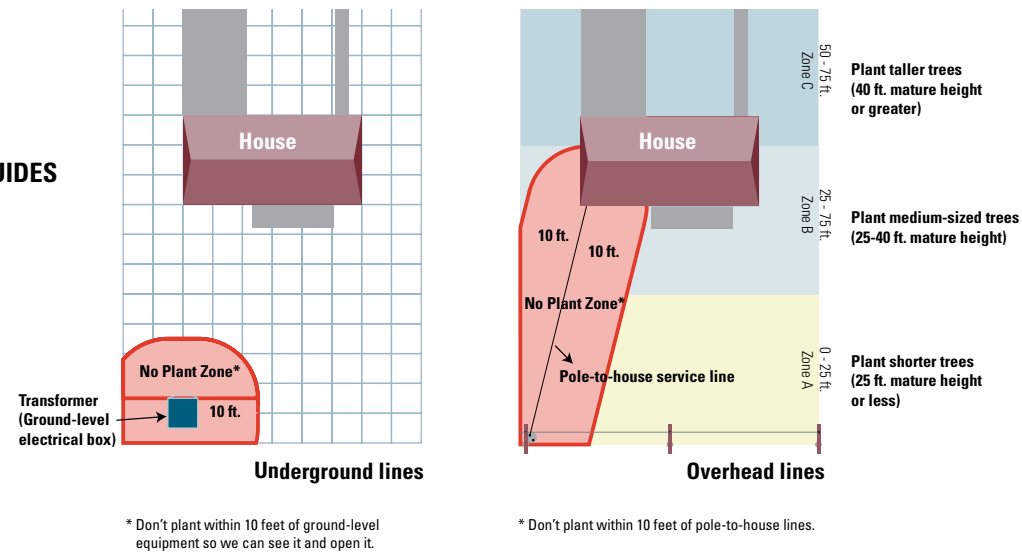 UIDES
House
No Plant Zone*
10 ft.
Transformer
(Ground-level
electrical box)
Underground lines
* Don't plant within 10 feet of ground-level
equipment so we can see it and open it.
House
10 ft.
10 ft.
No Plant Zone*
Pole-to-house service line
50 - 75 ft.
Zone C
25 - 75 ft.
Zone B
0 - 25 ft.
Zone A
Plant taller trees
(40 ft. mature height
or greater)
Plant medium-sized trees
(25-40 ft. mature height)
Plant shorter trees
(25 ft. mature height
or less)
Overhead lines
* Don't plant within 10 feet of pole-to-house lines.